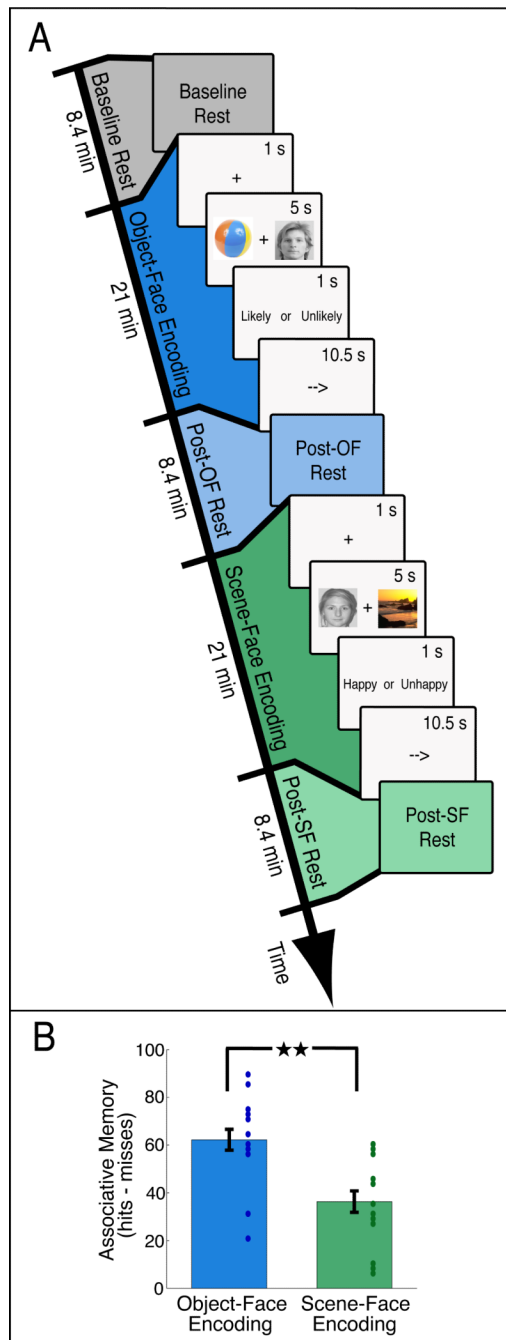 A
Baseline Rest
8.4 min
Baseline
Rest
1 s
+
Object-Face Encoding
21 min
5 s
+
1 s
Likely or Unlikely
10.5 s
-->
Post-OF Rest
8.4 min
Post-OF
Rest
1 s
+
Scene-Face Encoding
21 min
5 s
+
1 s
Happy or Unhappy
10.5 s
-->
Post-SF Rest
8.4 min
Post-SF
Rest
Time
B
★★
Associative Memory
(hits - misses)
100
80
60
40
20
0
Object-Face
Encoding
Scene-Face
Encoding